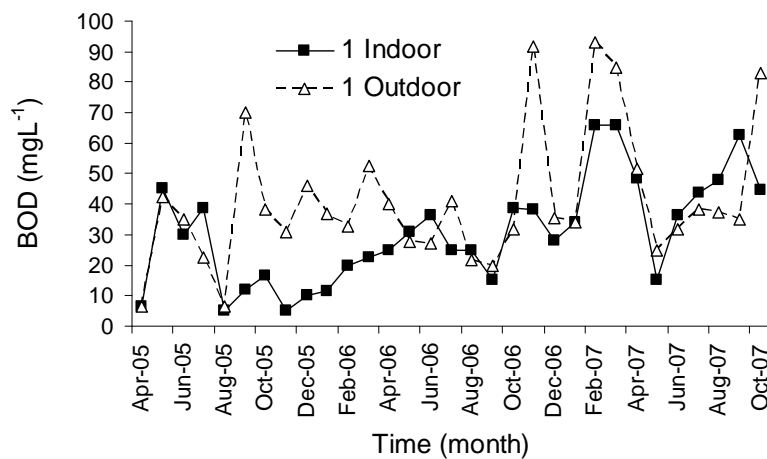 100
90
80
70
60
50
40
30
20
10
0
BOD (mgL⁻¹)
1 Indoor
1 Outdoor
Apr-05
Jun-05
Aug-05
Oct-05
Dec-05
Feb-06
Apr-06
Jun-06
Aug-06
Oct-06
Dec-06
Feb-07
Apr-07
Jun-07
Aug-07
Oct-07
Time (month)